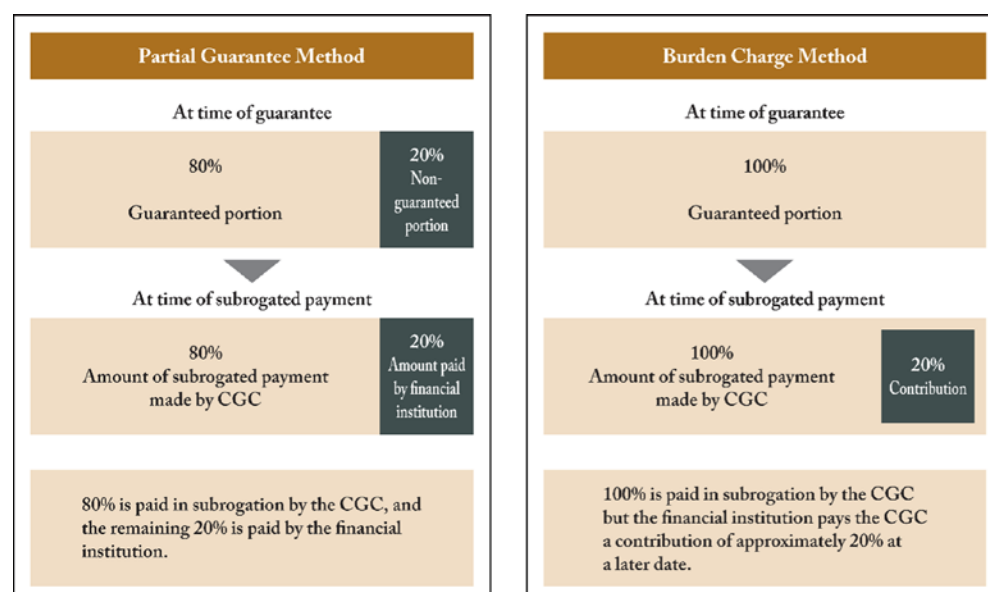 Partial Guarantee Method
At time of guarantee
80%
Guaranteed portion
20%
Non-
guaranteed
portion
At time of subrogated payment
80%
Amount of subrogated payment
made by CGC
20%
Amount paid
by financial
institution
80% is paid in subrogation by the CGC, and
the remaining 20% is paid by the financial
institution.
Burden Charge Method
At time of guarantee
100%
Guaranteed portion
At time of subrogated payment
100%
Amount of subrogated payment
made by CGC
20%
Contribution
100% is paid in subrogation by the CGC
but the financial institution pays the CGC
a contribution of approximately 20% at
a later date.